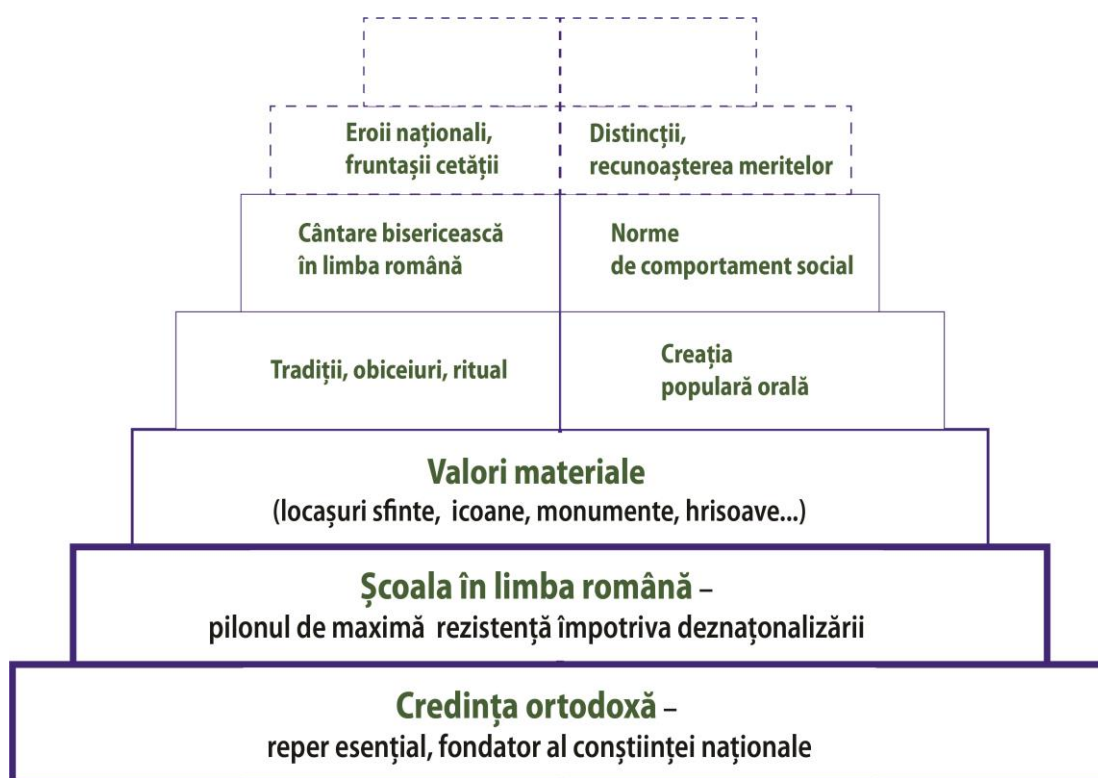 Eroii naționali,
fruntașii cetății
Distincții,
recunoașterea meritelor
Cântare bisericească
în limba română
Norme
de comportament social
Tradiții, obiceiuri, ritual
Creația
populară orală
Valori materiale
(locașuri sfinte, icoane, monumente, hrisoave...)
Școala în limba română –
pilonul de maximă rezistență împotriva deznaționalizării
Credința ortodoxă –
reper esențial, fondator al conștiinței naționale